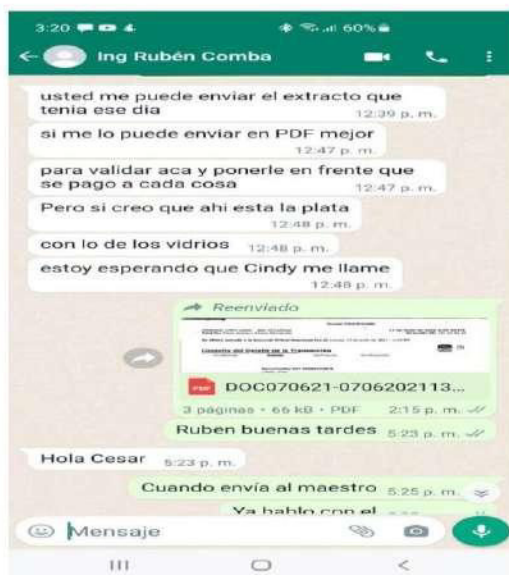 3:20
60%
Ing Rubén Comba
usted me puede enviar el extracto que
tenia ese dia
12:39 p. m.
si me lo puede enviar en PDF mejor
12:47 p. m.
para validar aca y ponerle en frente que
se pago a cada cosa
12:47 p. m.
Pero si creo que ahi esta la plata
12:48 p. m.
con lo de los vidrios 12:48 p. m.
estoy esperando que Cindy me llame
12:48 p. m.
Reenviado
PDF DOC070621-0706202113...
3 páginas • 66 kB • PDF 2:15 p. m.
Ruben buenas tardes 5:23 p. m.
Hola Cesar 5:23 p. m.
Cuando envía al maestro 5:25 p. m.
Ya hablo con el
Mensaje